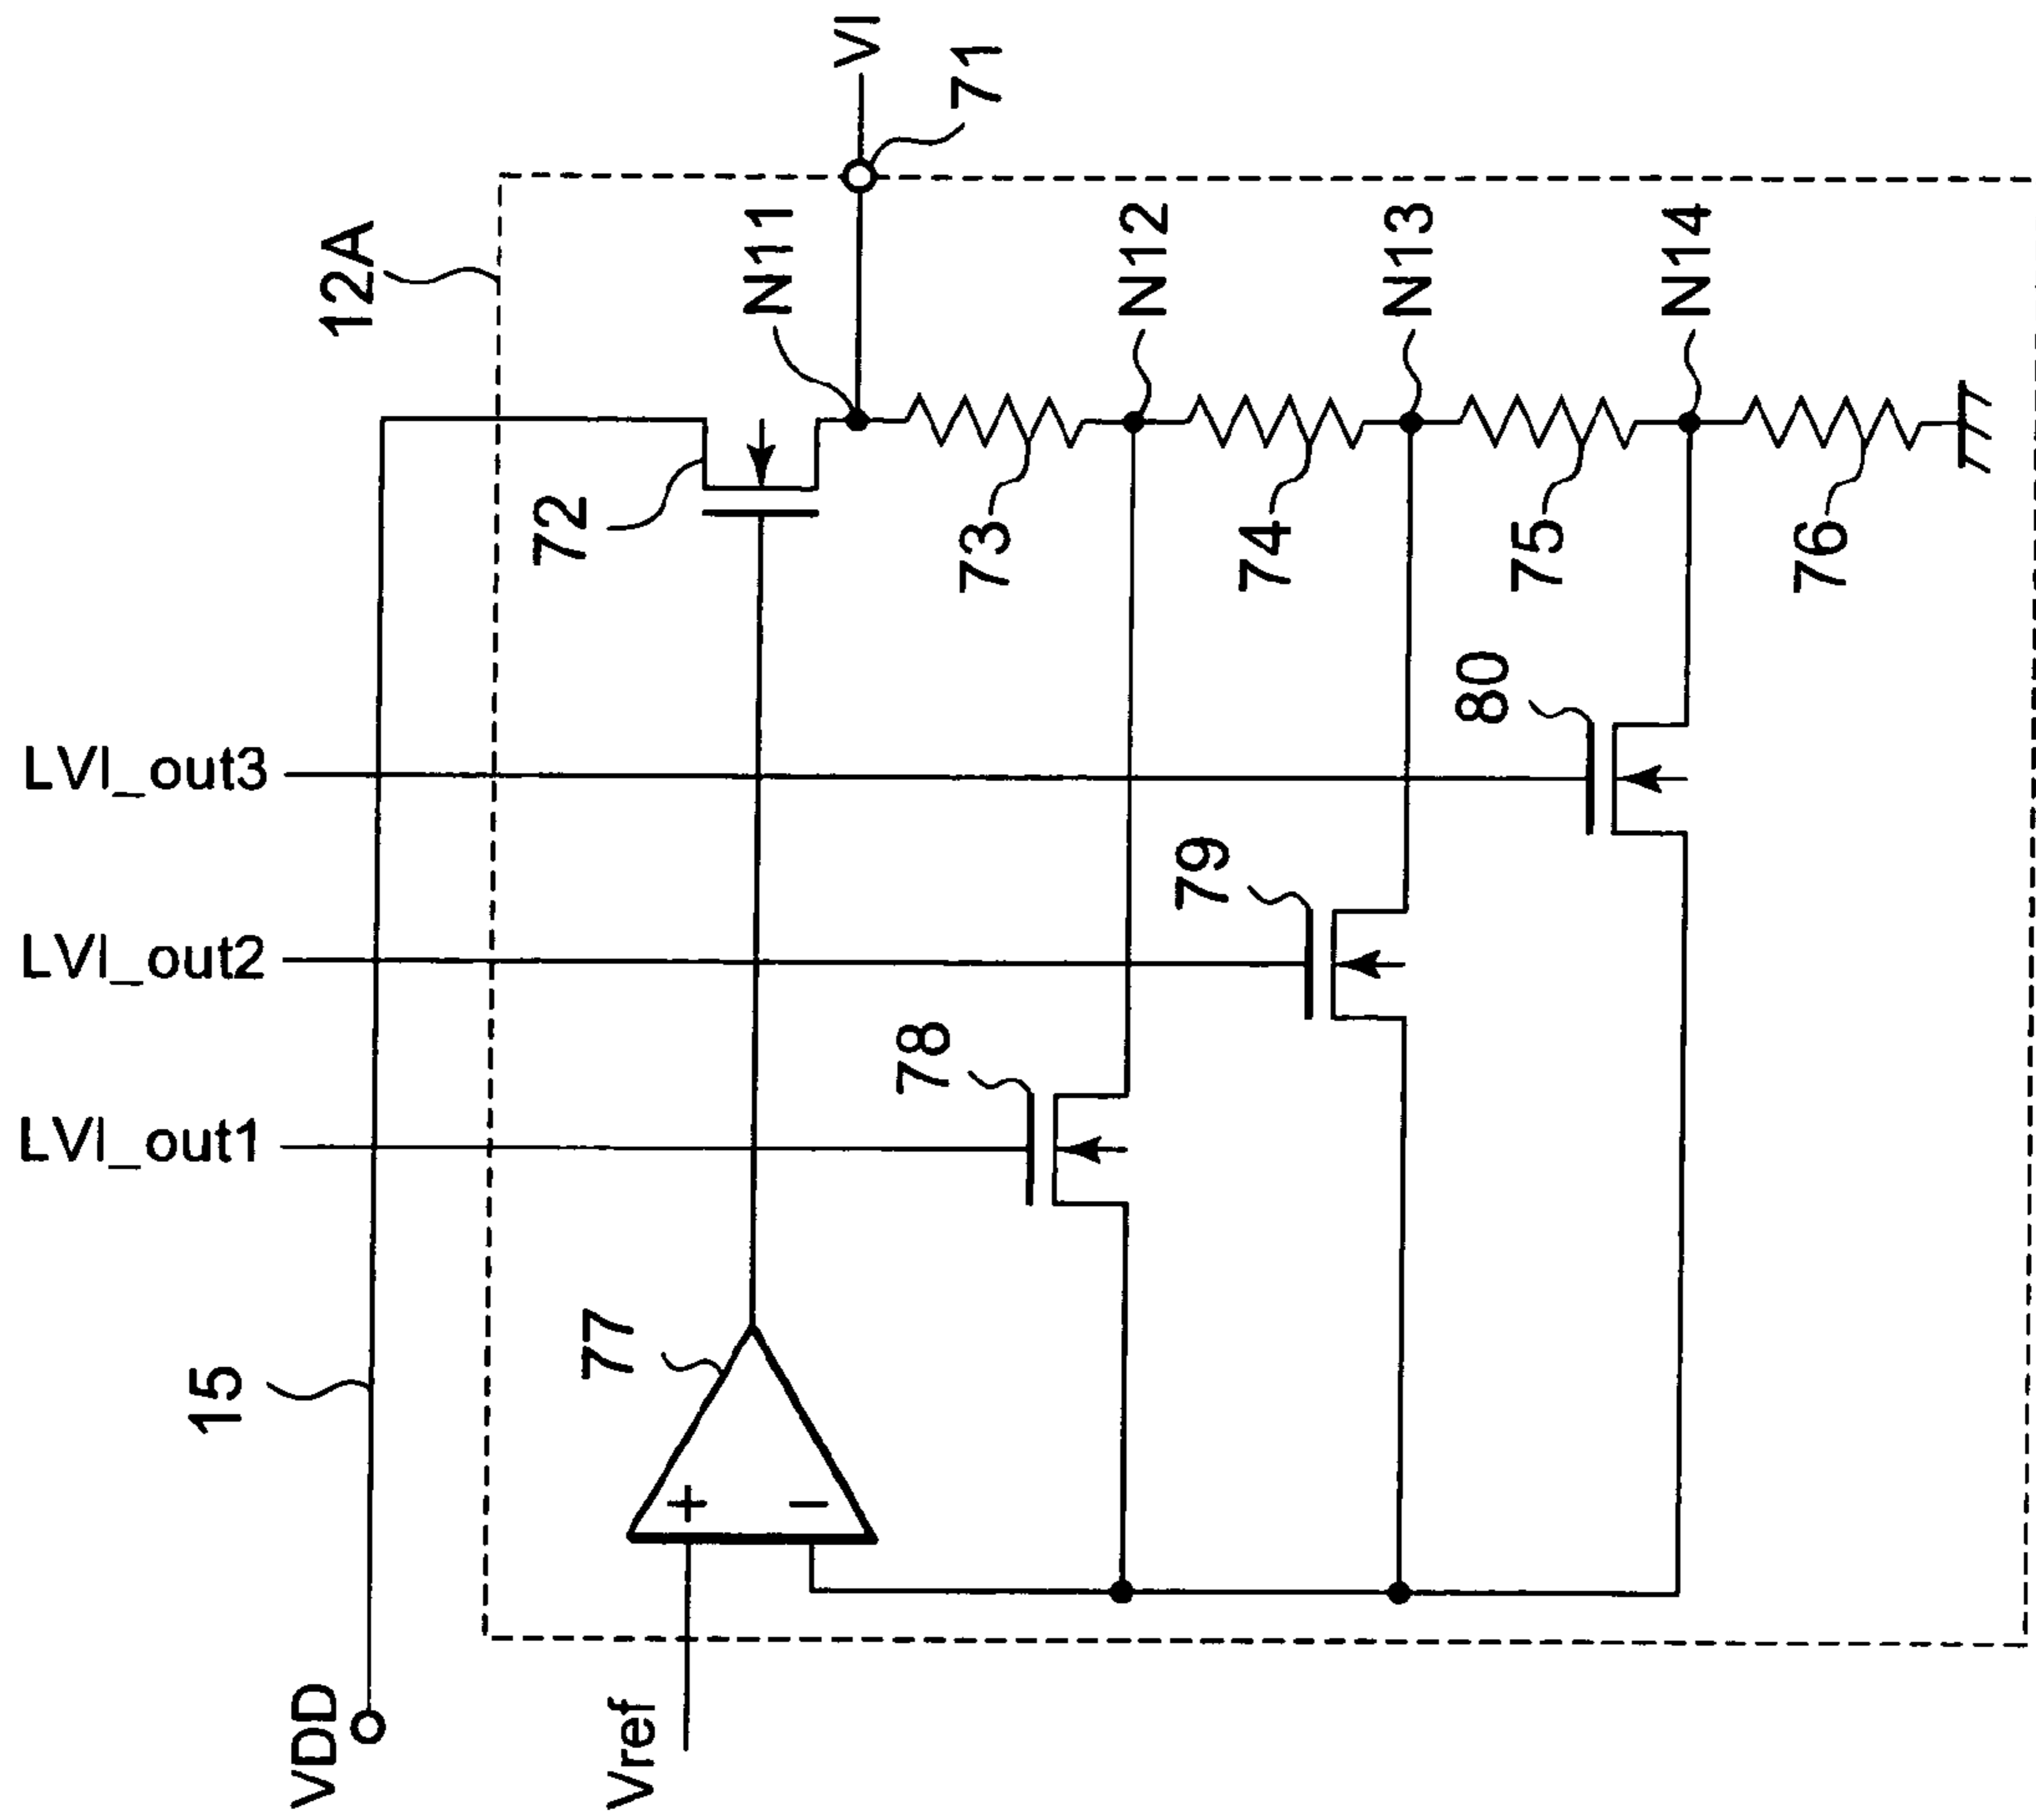 LVI_out3
LVI_out2
LVI_out1
VDD
15
12A
Vref
77
+
−
72
N11
VI
71
78
79
80
73
N12
74
N13
75
N14
76